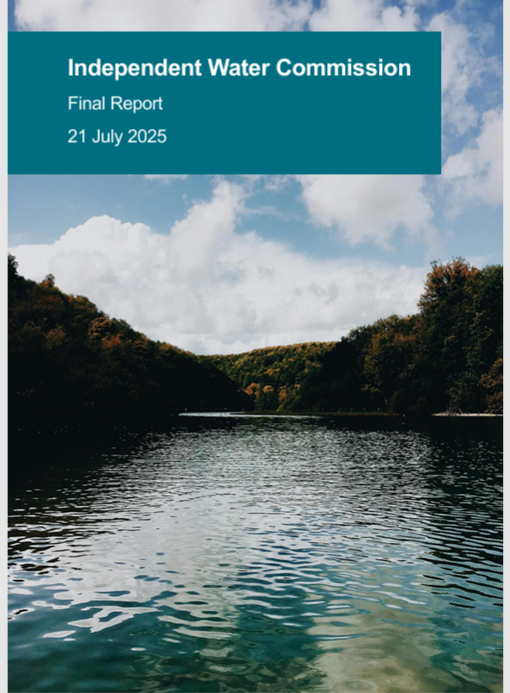 Independent Water Commission
Final Report
21 July 2025